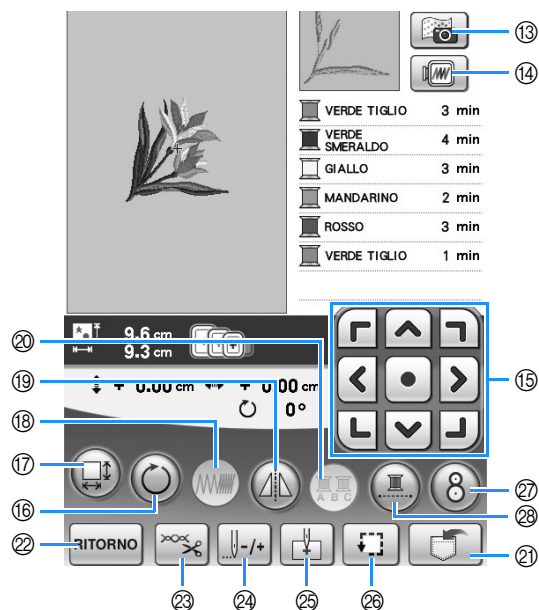 ⑬
⑭
VERDE TIGLIO 3 min
VERDE SMERALDO 4 min
GIALLO 3 min
MANDARINO 2 min
ROSSO 3 min
VERDE TIGLIO 1 min
⑳
9.6 cm
9.3 cm
⑮
⑲
+ 0.00 cm + 0.00 cm
0°
⑱
⑰
A B C
8
㉗
⑯
㉘
㉒
RITORNO
-/+
㉑
㉓
㉔
㉕
㉖